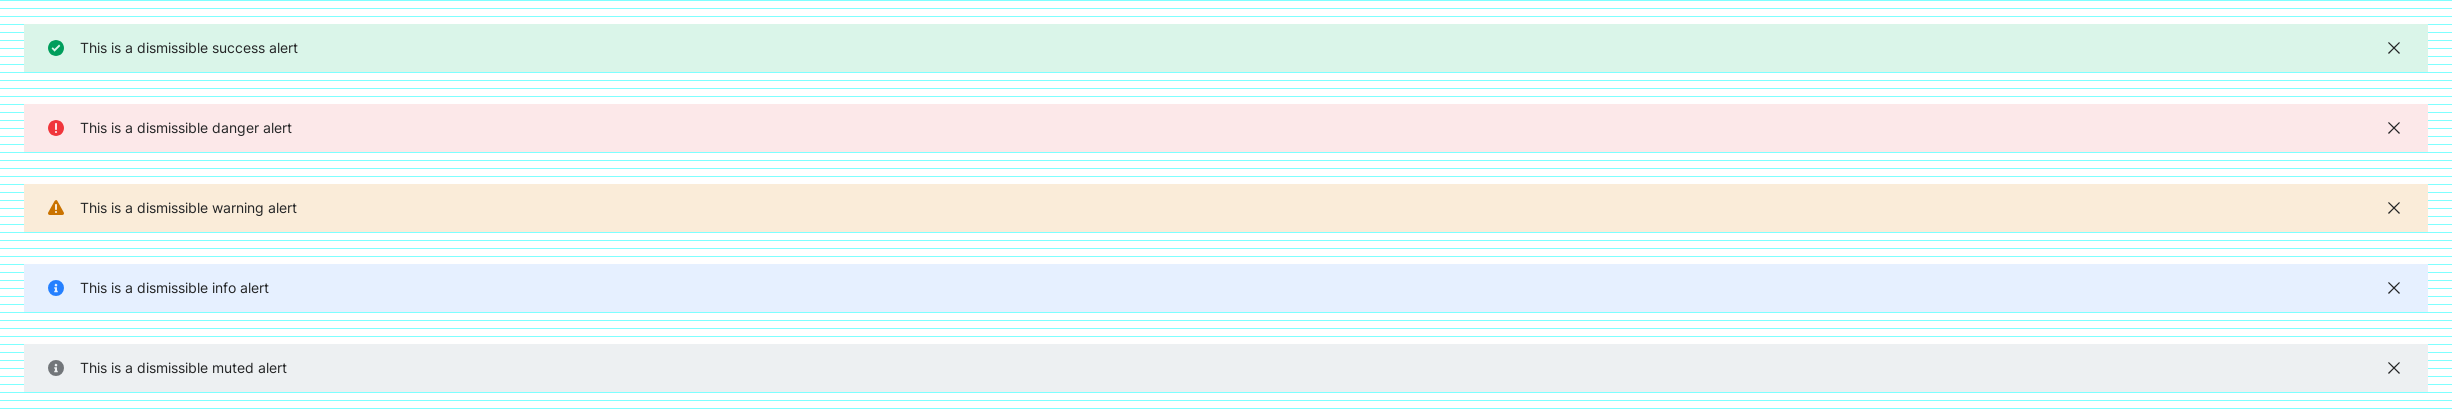 This is a dismissible success alert
This is a dismissible danger alert
This is a dismissible warning alert
This is a dismissible info alert
This is a dismissible muted alert